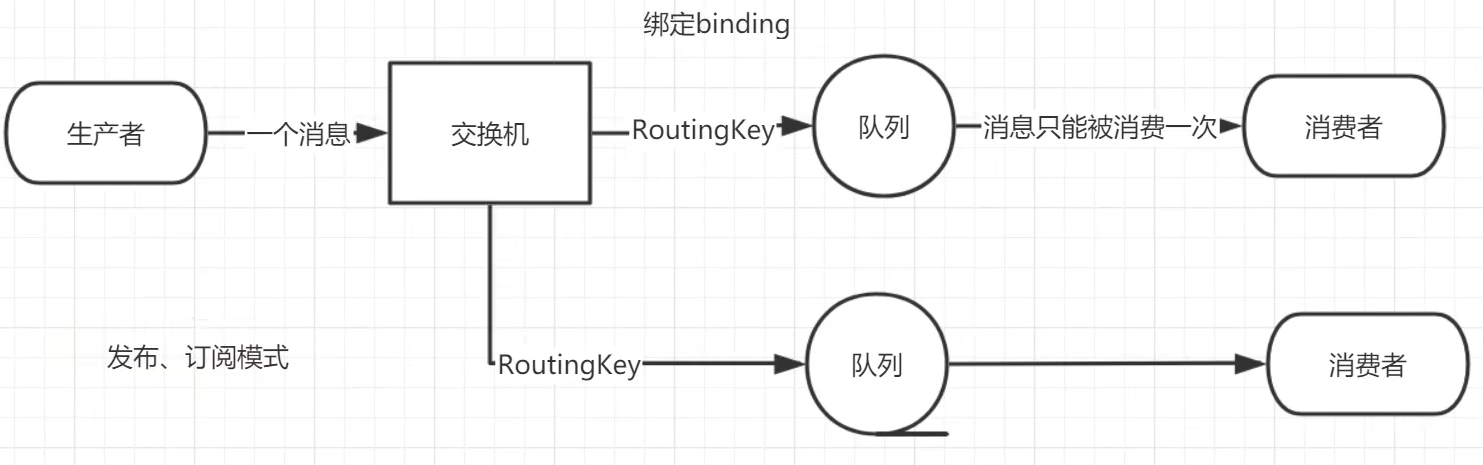 绑定binding
生产者
一个消息
交换机
RoutingKey
队列
消息只能被消费一次
消费者
发布、订阅模式
RoutingKey
队列
消费者